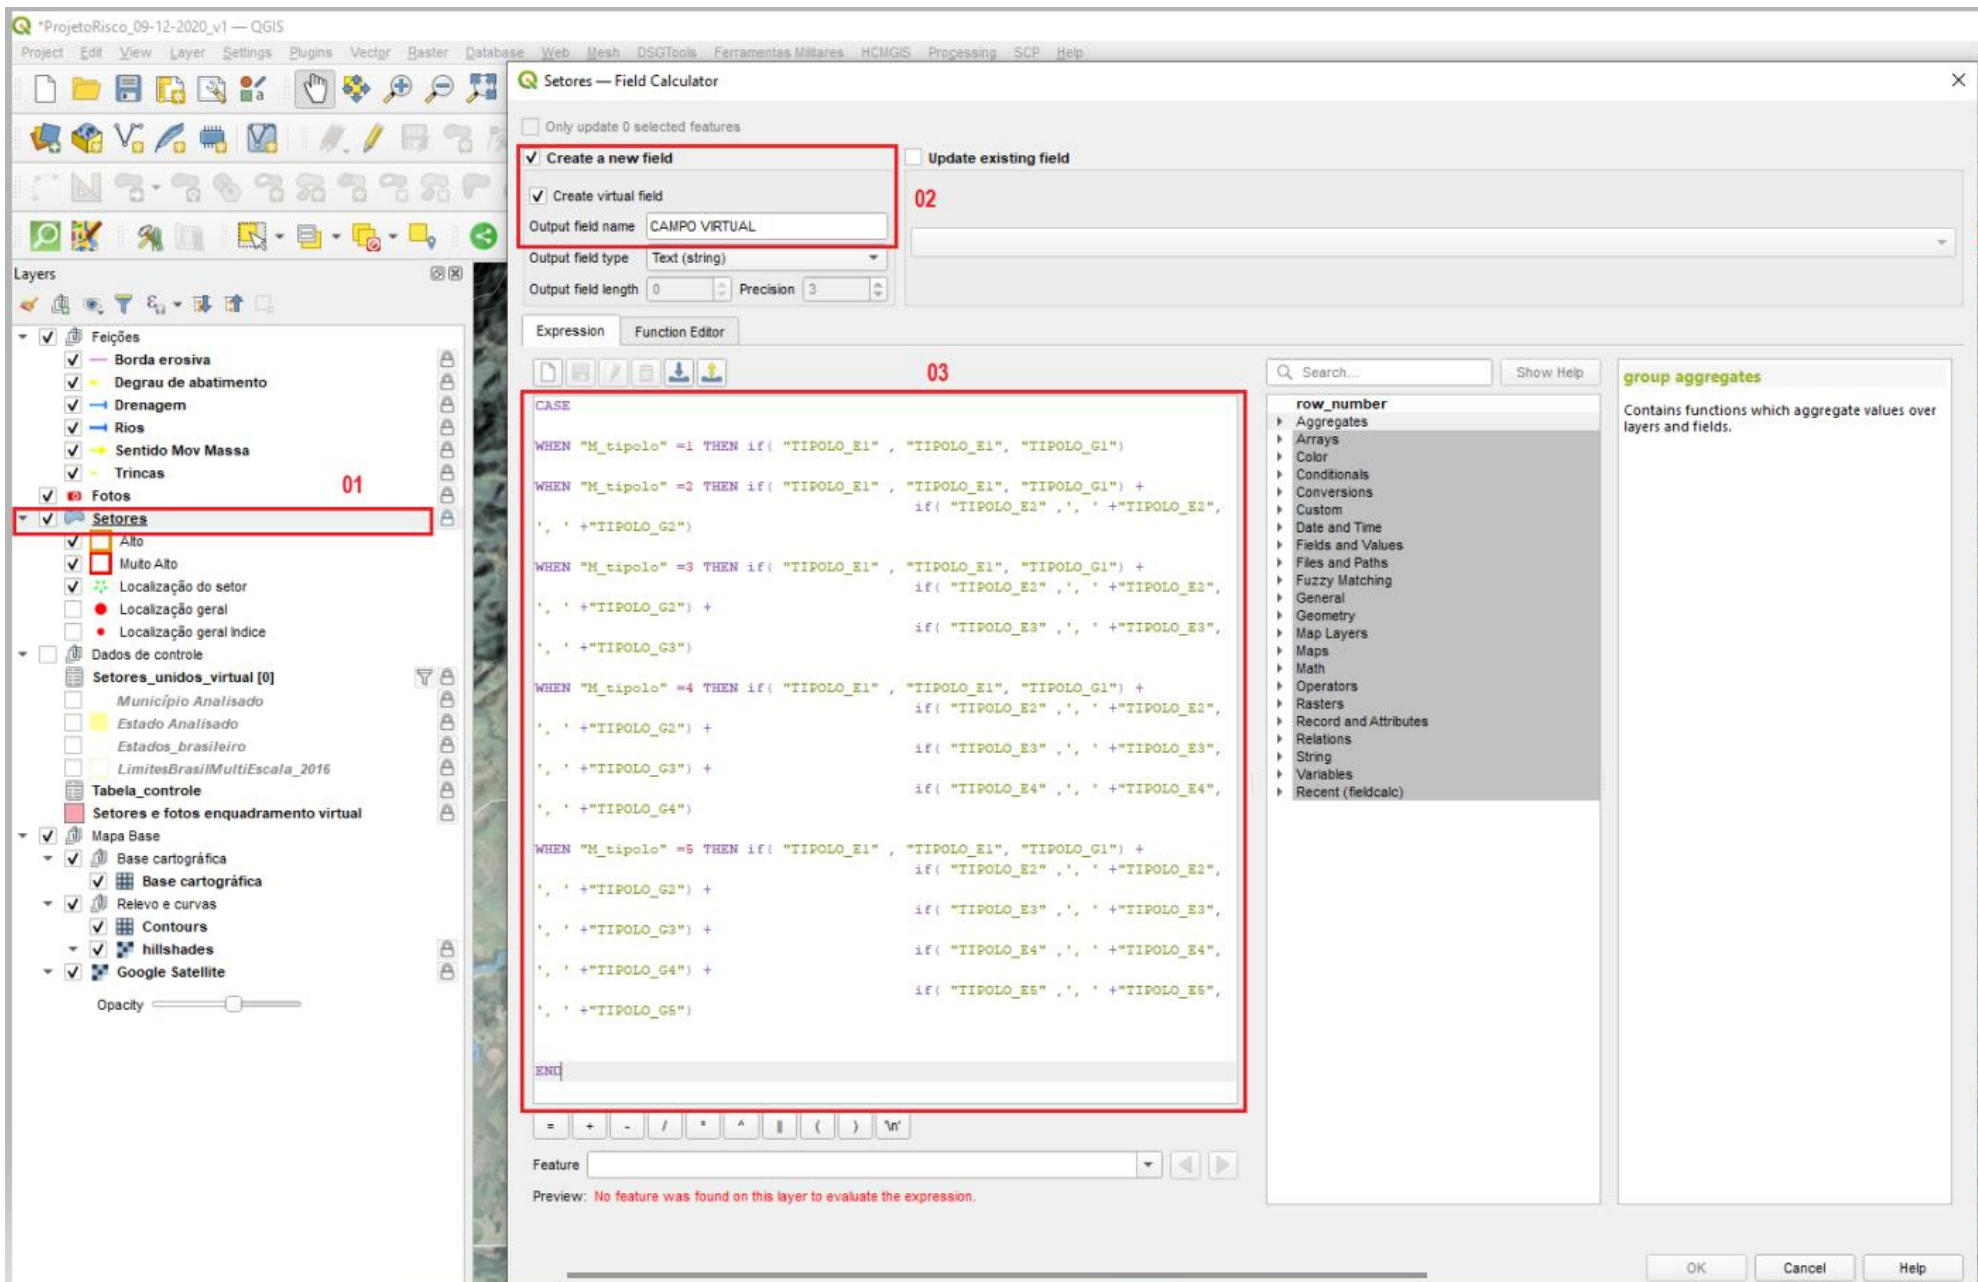 *ProjetoRisco_09-12-2020_v1 — QGIS
Project Edit View Layer Settings Plugins Vector Raster Database Web Mesh DSGTools Ferramentas Militares HCMGIS Processing SCP Help
Setores — Field Calculator
Only update 0 selected features
Create a new field
Update existing field
Create virtual field
02
Output field name CAMPO VIRTUAL
Output field type Text (string)
Output field length 0 Precision 3
Expression Function Editor
03
Layers
Feições
Borda erosiva
Degrau de abatimento
Drenagem
Rios
Sentido Mov Massa
Trincas
01
Fotos
Setores
Alto
Muito Alto
Localização do setor
Localização geral
Localização geral Indice
Dados de controle
Setores_unidos_virtual [0]
Município Analisado
Estado Analisado
Estados_brasileiro
LimitesBrasilMultiEscala_2016
Tabela_controle
Setores e fotos enquadramento virtual
Mapa Base
Base cartográfica
Base cartográfica
Relevo e curvas
Contours
hillshades
Google Satellite
Opacity
CASE
WHEN "M_tipolo" =1 THEN if( "TIPOLO_E1" , "TIPOLO_E1", "TIPOLO_G1")
WHEN "M_tipolo" =2 THEN if( "TIPOLO_E1" , "TIPOLO_E1", "TIPOLO_G1") +
if( "TIPOLO_E2" ,', ' +"TIPOLO_E2",
', ' +"TIPOLO_G2")
WHEN "M_tipolo" =3 THEN if( "TIPOLO_E1" , "TIPOLO_E1", "TIPOLO_G1") +
if( "TIPOLO_E2" ,', ' +"TIPOLO_E2",
', ' +"TIPOLO_G2") +
if( "TIPOLO_E3" ,', ' +"TIPOLO_E3",
', ' +"TIPOLO_G3")
WHEN "M_tipolo" =4 THEN if( "TIPOLO_E1" , "TIPOLO_E1", "TIPOLO_G1") +
if( "TIPOLO_E2" ,', ' +"TIPOLO_E2",
', ' +"TIPOLO_G2") +
if( "TIPOLO_E3" ,', ' +"TIPOLO_E3",
', ' +"TIPOLO_G3") +
if( "TIPOLO_E4" ,', ' +"TIPOLO_E4",
', ' +"TIPOLO_G4")
WHEN "M_tipolo" =5 THEN if( "TIPOLO_E1" , "TIPOLO_E1", "TIPOLO_G1") +
if( "TIPOLO_E2" ,', ' +"TIPOLO_E2",
', ' +"TIPOLO_G2") +
if( "TIPOLO_E3" ,', ' +"TIPOLO_E3",
', ' +"TIPOLO_G3") +
if( "TIPOLO_E4" ,', ' +"TIPOLO_E4",
', ' +"TIPOLO_G4") +
if( "TIPOLO_E5" ,', ' +"TIPOLO_E5",
', ' +"TIPOLO_G5")
END
= + - / * ^ || ( ) '\n'
Feature
Preview: No feature was found on this layer to evaluate the expression.
Search... Show Help
row_number
Aggregates
Arrays
Color
Conditionals
Conversions
Custom
Date and Time
Fields and Values
Files and Paths
Fuzzy Matching
General
Geometry
Map Layers
Maps
Math
Operators
Rasters
Record and Attributes
Relations
String
Variables
Recent (fieldcalc)
group aggregates
Contains functions which aggregate values over
layers and fields.
OK Cancel Help